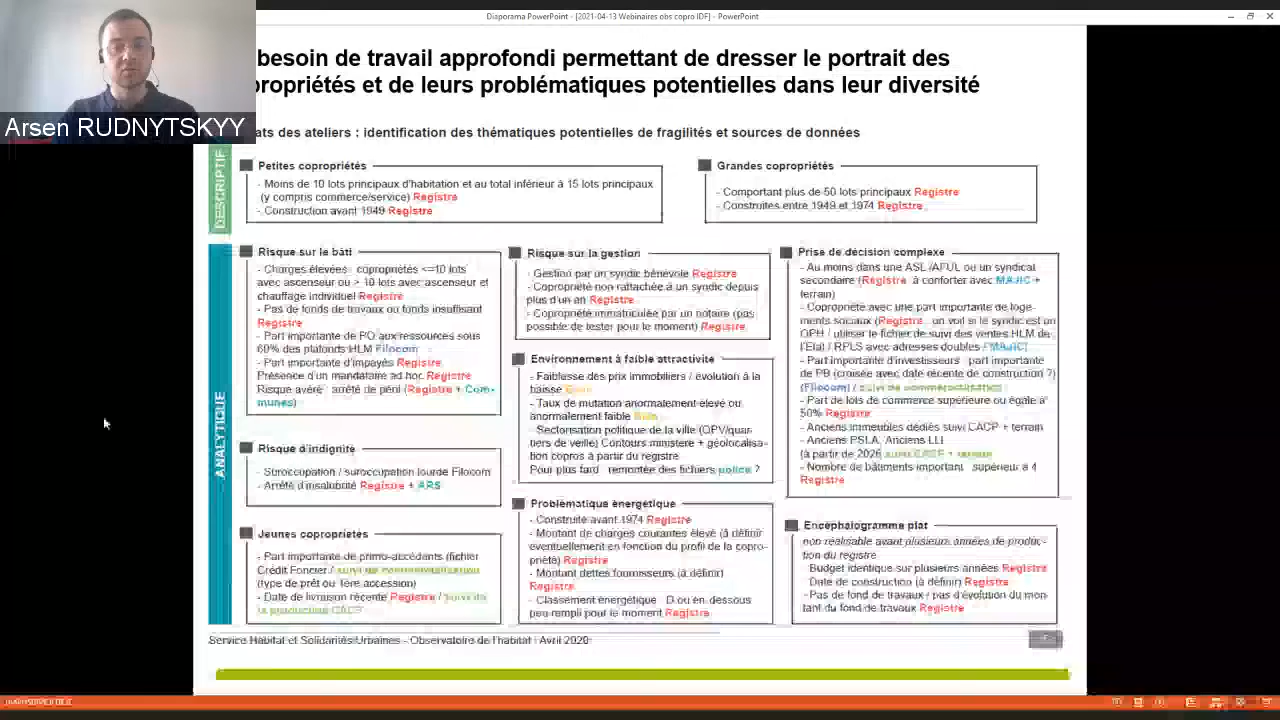 Diaporama PowerPoint - [2021-04-13 Webinaires obs copro IDF] - PowerPoint
besoin de travail approfondi permettant de dresser le portrait des
opropriétés et de leurs problématiques potentielles dans leur diversité
Arsen RUDNYTSKYY
ats des ateliers : identification des thématiques potentielles de fragilités et sources de données
DESCRIPTIF
Petites copropriétés
- Moins de 10 lots principaux d'habitation et au total inférieur à 15 lots principaux
(y compris commerce/service) Registre
- Construction avant 1949 Registre
Grandes copropriétés
- Comportant plus de 50 lots principaux Registre
- Construites entre 1949 et 1974 Registre
ANALYTIQUE
Risque sur le bâti
- Charges élevées copropriétés <=10 lots
avec ascenseur ou > 10 lots avec ascenseur et
chauffage individuel Registre
- Pas de fonds de travaux ou fonds insuffisant
Registre
- Part importante de PO aux ressources sous
60% des plafonds HLM Filocom
- Part importante d'impayés Registre
Présence d'un mandataire ad hoc Registre
Risque avéré arrêté de péril (Registre + Com-
munes)
Risque d'indignité
- Suroccupation / suroccupation lourde Filocom
- Arrêté d'insalubrité Registre + ARS
Jeunes copropriétés
- Part importante de primo-accédants (fichier
Crédit Foncier /
(type de prêt ou 1ère accession)
- Date de livraison récente Registre / Suivi de
la production CACP
Risque sur la gestion
- Gestion par un syndic bénévole Registre
- Copropriété non rattachée à un syndic depuis
plus d'un an Registre
- Copropriété immatriculée par un notaire (pas
possible de tester pour le moment) Registre
Environnement à faible attractivité
- Faiblesse des prix immobiliers / évolution à la
baisse
- Taux de mutation anormalement élevé ou
anormalement faible
- Sectorisation politique de la ville (QPV/quar-
tiers de veille) Contours ministère + géolocalisa-
tion copros à partir du registre
Pour plus tard remontée des fichiers police ?
Problématique énergétique
- Construite avant 1974 Registre
- Montant de charges courantes élevé (à définir
éventuellement en fonction du profil de la copro-
priété) Registre
- Montant dettes fournisseurs (à définir)
Registre
- Classement énergétique D ou en dessous
(peu rempli pour le moment Registre
Prise de décision complexe
- Au moins dans une ASL /AFUL ou un syndicat
secondaire (Registre à conforter avec MAJIC +
terrain)
- Copropriété avec une part importante de loge-
ments sociaux (Registre on voit si le syndic est un
OPH / utiliser le fichier de suivi des ventes HLM de
l'Etat / RPLS avec adresses doubles / MAJIC)
- Part importante d'investisseurs part importante
de PB (croisée avec date récente de construction ?)
(Filocom) / suivi de commercialisation
- Part de lots de commerce supérieure ou égale à
50% Registre
- Anciens immeubles dédiés suivi CACP + terrain
- Anciens PSLA, Anciens LLI
(à partir de 2026 suivi CACP + terrain
- Nombre de bâtiments important supérieur à 4
Registre
Encéphalogramme plat
non réalisable avant plusieurs années de produc-
tion du registre
Budget identique sur plusieurs années Registre
Date de construction (à définir) Registre
- Pas de fond de travaux / pas d'évolution du mon
tant du fond de travaux Registre
Service Habitat et Solidarités Urbaines - Observatoire de l'habitat Avril 2020